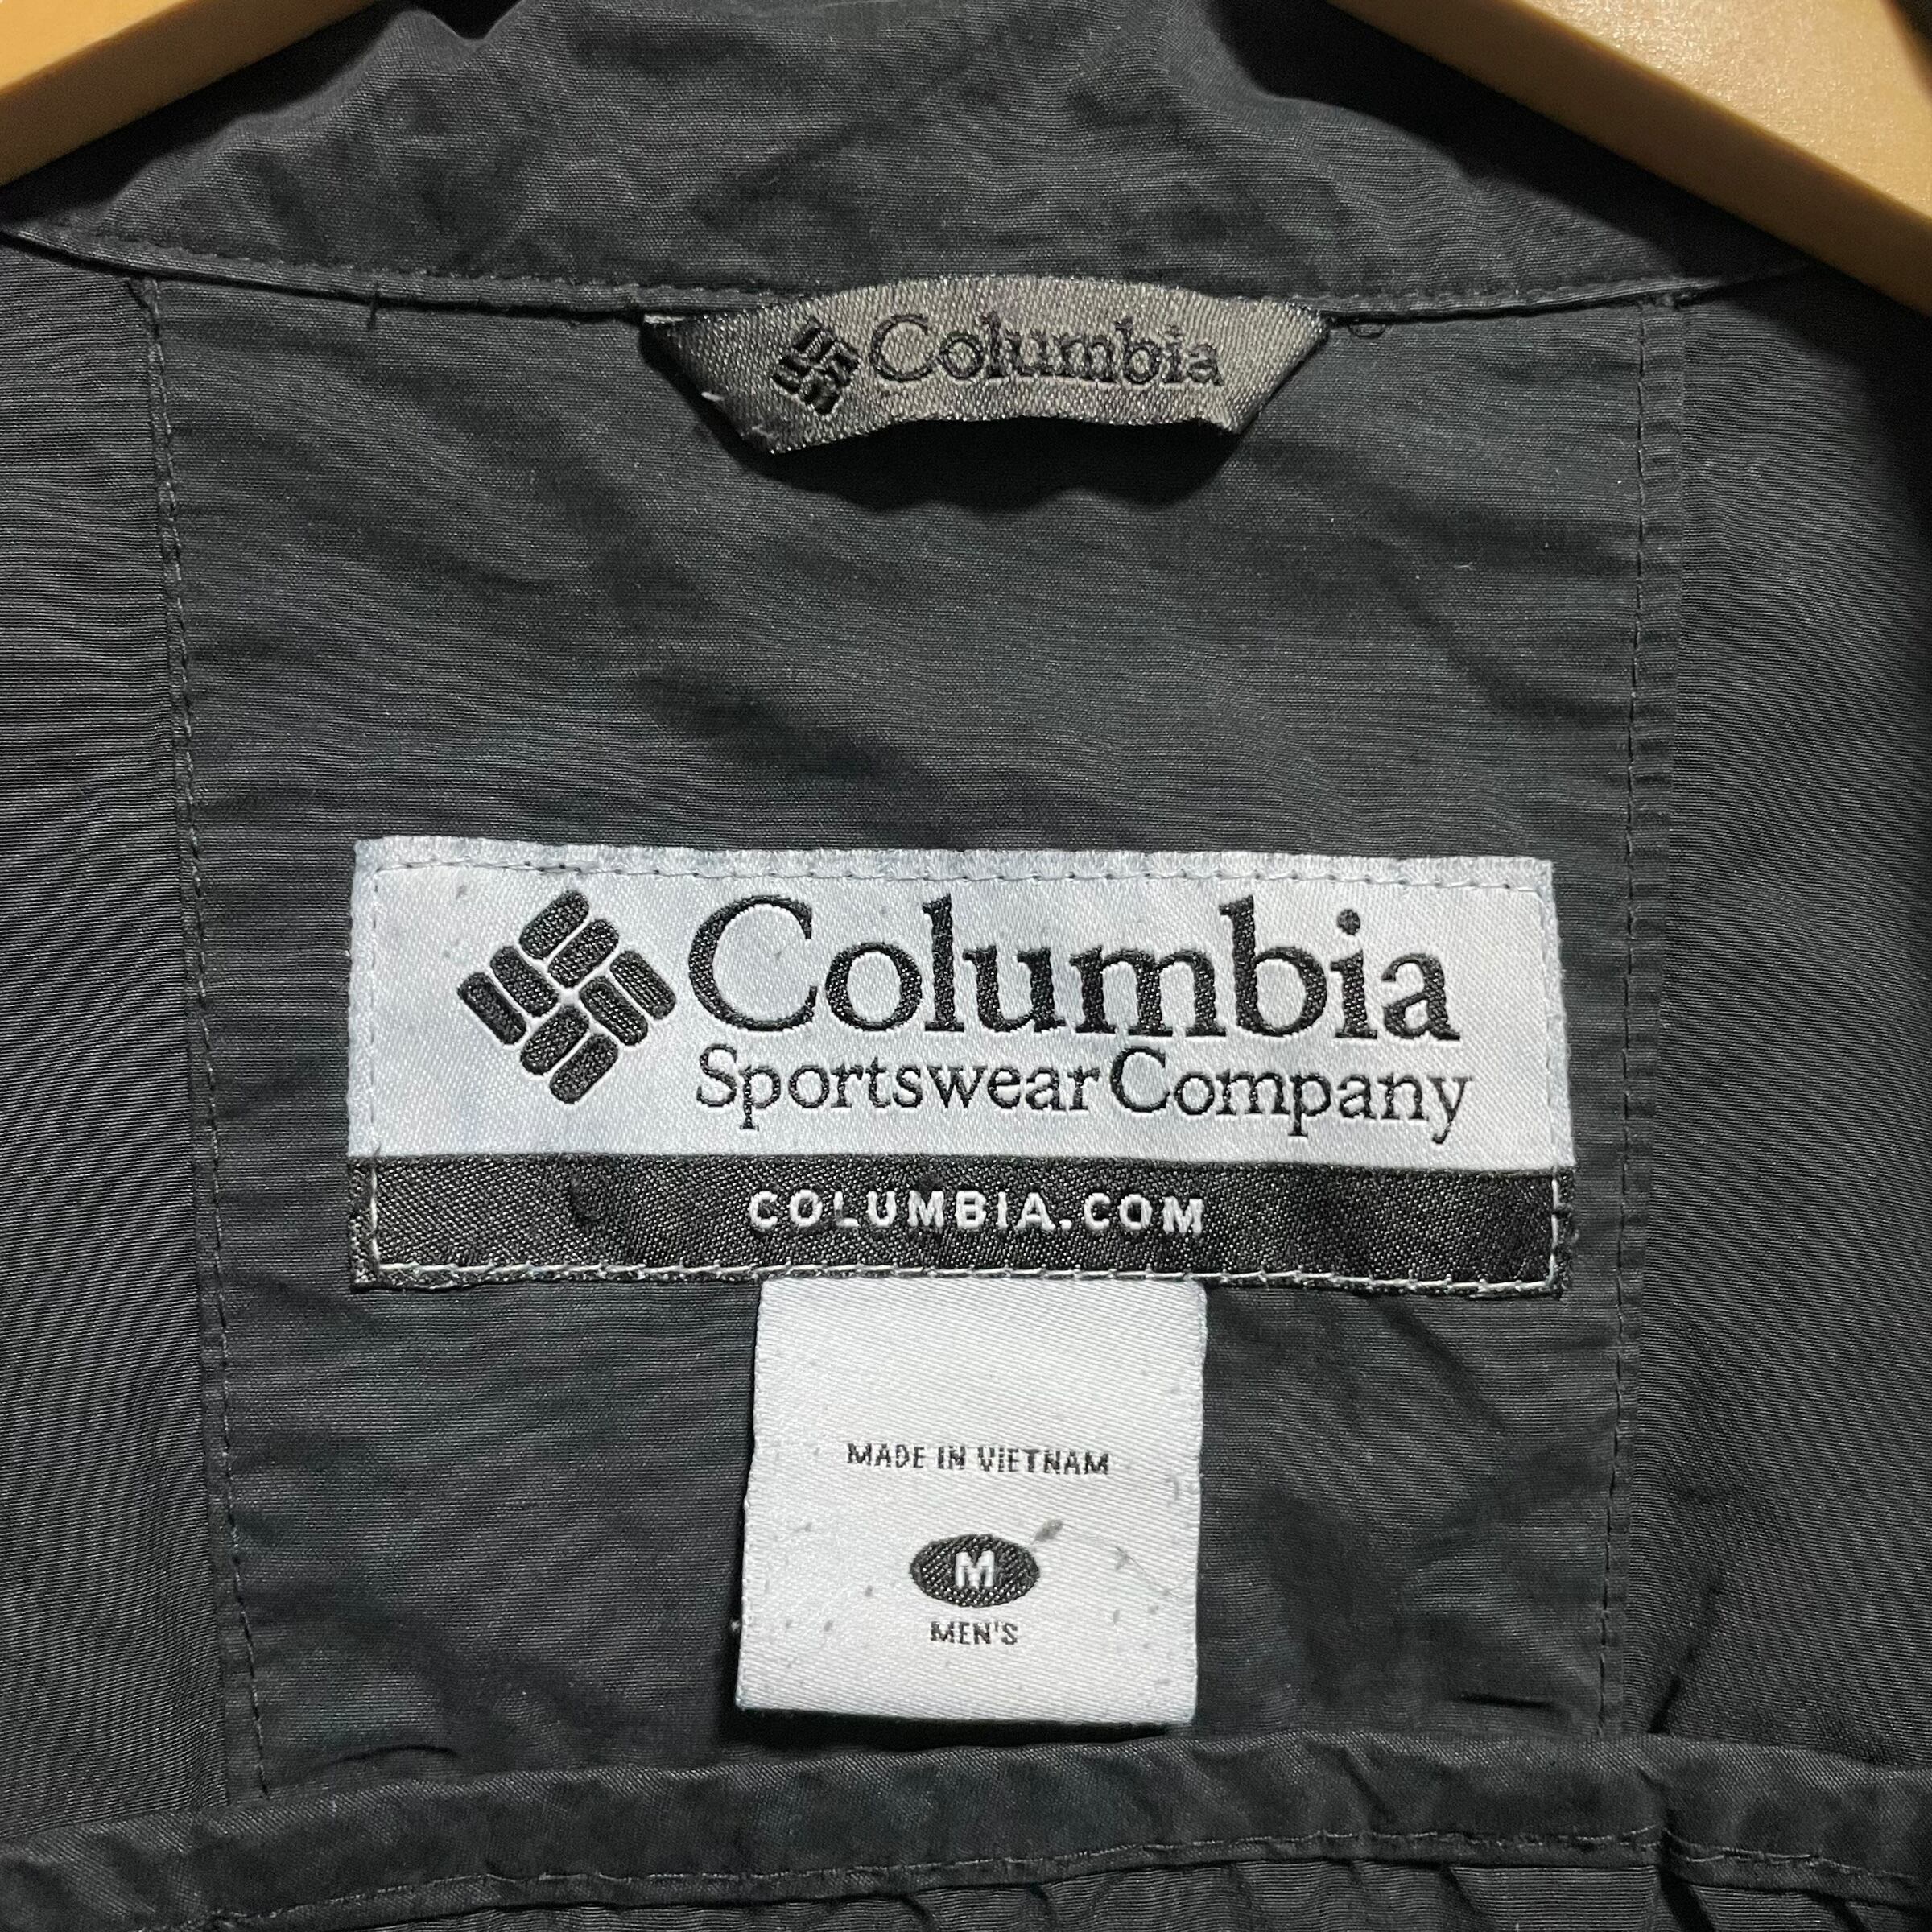 Columbia
Columbia
Sportswear Company
COLUMBIA.COM
MADE IN VIETNAM
M
MEN'S